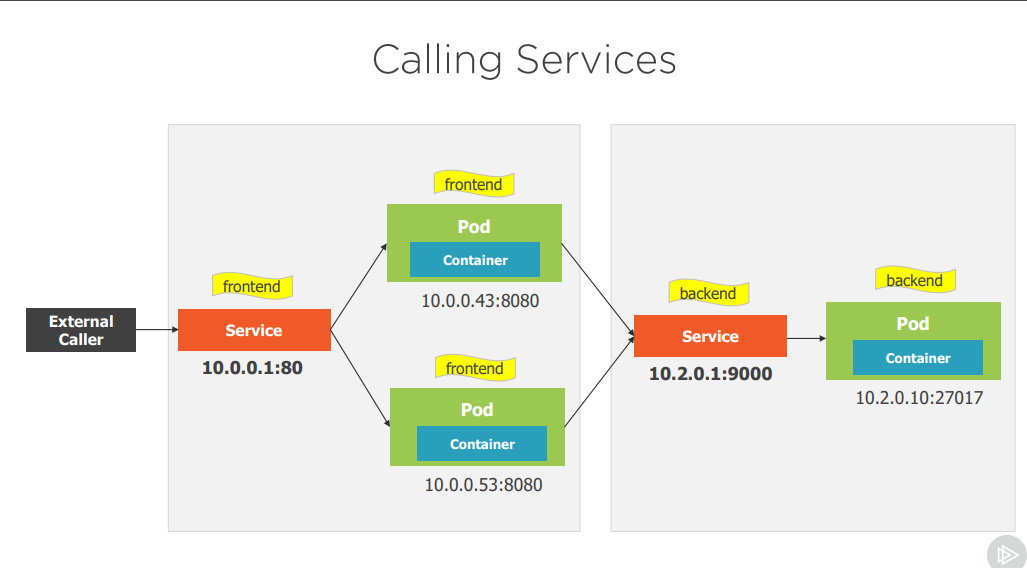 Calling Services
External
Caller
frontend
Service
10.0.0.1:80
frontend
Pod
Container
10.0.0.43:8080
frontend
Pod
Container
10.0.0.53:8080
backend
Service
10.2.0.1:9000
backend
Pod
Container
10.2.0.10:27017